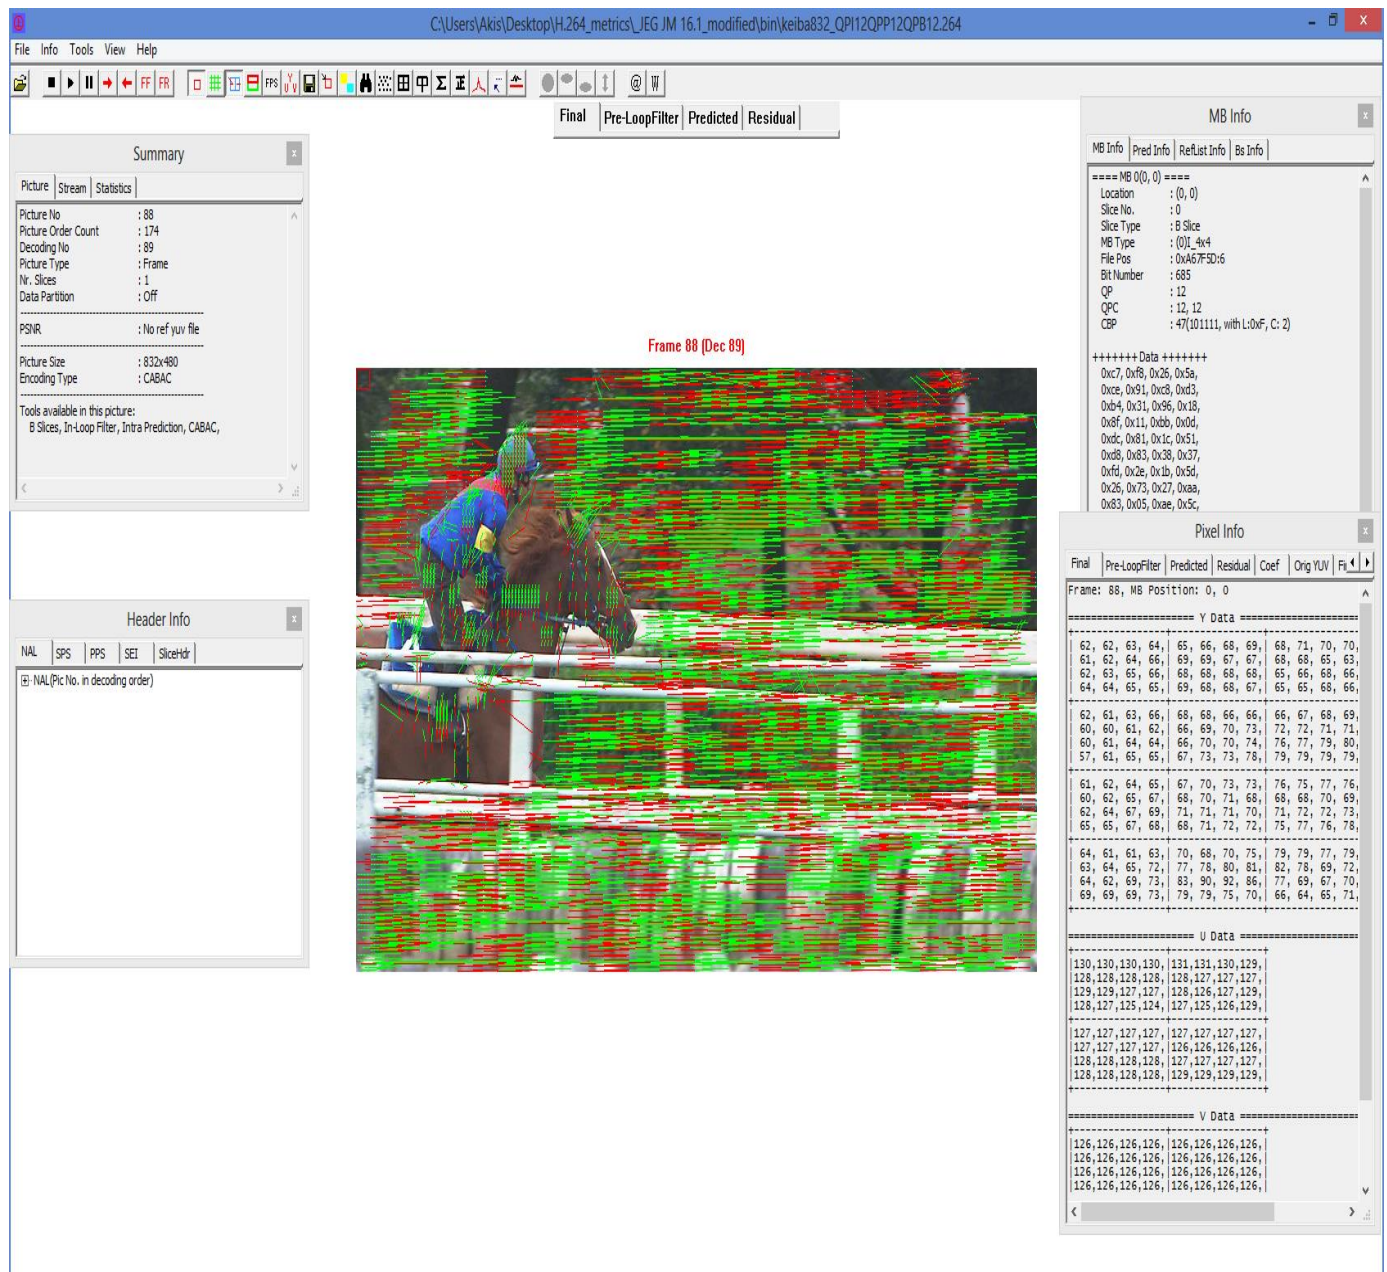 C:\Users\Akis\Desktop\H.264_metrics\_JEG JM 16.1_modified\bin\keiba832_QPI12QPP12QPB12.264
File Info Tools View Help
FF FR FPS Y U V Σ @
Final Pre-LoopFilter Predicted Residual
Summary
Picture Stream Statistics
Picture No : 88
Picture Order Count : 174
Decoding No : 89
Picture Type : Frame
Nr. Slices : 1
Data Partition : Off
PSNR : No ref yuv file
Picture Size : 832x480
Encoding Type : CABAC
Tools available in this picture:
B Slices, In-Loop Filter, Intra Prediction, CABAC,
Header Info
NAL SPS PPS SEI SliceHdr
NAL(Pic No. in decoding order)
Frame 88 (Dec 89)
MB Info
MB Info Pred Info RefList Info Bs Info
==== MB 0(0, 0) ====
Location : (0, 0)
Slice No. : 0
Slice Type : B Slice
MB Type : (0)I_4x4
File Pos : 0xA67F5D:6
Bit Number : 685
QP : 12
QPC : 12, 12
CBP : 47(101111, with L:0xF, C: 2)
+++++++ Data +++++++
0xc7, 0xf8, 0x26, 0x5a,
0xce, 0x91, 0xc8, 0xd3,
0xb4, 0x31, 0x96, 0x18,
0x8f, 0x11, 0xbb, 0x0d,
0xdc, 0x81, 0x1c, 0x51,
0xd8, 0x83, 0x38, 0x37,
0xfd, 0x2e, 0x1b, 0x5d,
0x26, 0x73, 0x27, 0xaa,
0x83, 0x05, 0xae, 0x5c,
Pixel Info
Final Pre-LoopFilter Predicted Residual Coef Orig YUV
Frame: 88, MB Position: 0, 0
====================== Y Data =====================
| 62, 62, 63, 64,| 65, 66, 68, 69,| 68, 71, 70, 70,
| 61, 62, 64, 66,| 69, 69, 67, 67,| 68, 68, 65, 63,
| 62, 63, 65, 66,| 68, 68, 68, 68,| 65, 66, 68, 66,
| 64, 64, 65, 65,| 69, 68, 68, 67,| 65, 65, 68, 66,
| 62, 61, 63, 66,| 68, 68, 66, 66,| 66, 67, 68, 69,
| 60, 60, 61, 62,| 66, 69, 70, 73,| 72, 72, 71, 71,
| 60, 61, 64, 64,| 66, 70, 70, 74,| 76, 77, 79, 80,
| 57, 61, 65, 65,| 67, 73, 73, 78,| 79, 79, 79, 79,
| 61, 62, 64, 65,| 67, 70, 73, 73,| 76, 75, 77, 76,
| 60, 62, 65, 67,| 68, 70, 71, 68,| 68, 68, 70, 69,
| 62, 64, 67, 69,| 71, 71, 71, 70,| 71, 72, 72, 73,
| 65, 65, 67, 68,| 68, 71, 72, 72,| 75, 77, 76, 78,
| 64, 61, 61, 63,| 70, 68, 70, 75,| 79, 79, 77, 79,
| 63, 64, 65, 72,| 77, 78, 80, 81,| 82, 78, 69, 72,
| 64, 62, 69, 73,| 83, 90, 92, 86,| 77, 69, 67, 70,
| 69, 69, 69, 73,| 79, 79, 75, 70,| 66, 64, 65, 71,
====================== U Data =====================
|130,130,130,130,|131,131,130,129,|
|128,128,128,128,|128,127,127,127,|
|129,129,127,127,|128,126,127,129,|
|128,127,125,124,|127,125,126,129,|
|127,127,127,127,|127,127,127,127,|
|127,127,127,127,|126,126,126,126,|
|128,128,128,128,|127,127,127,127,|
|128,128,128,128,|129,129,129,129,|
====================== V Data =====================
|126,126,126,126,|126,126,126,126,|
|126,126,126,126,|126,126,126,126,|
|126,126,126,126,|126,126,126,126,|
|126,126,126,126,|126,126,126,126,|